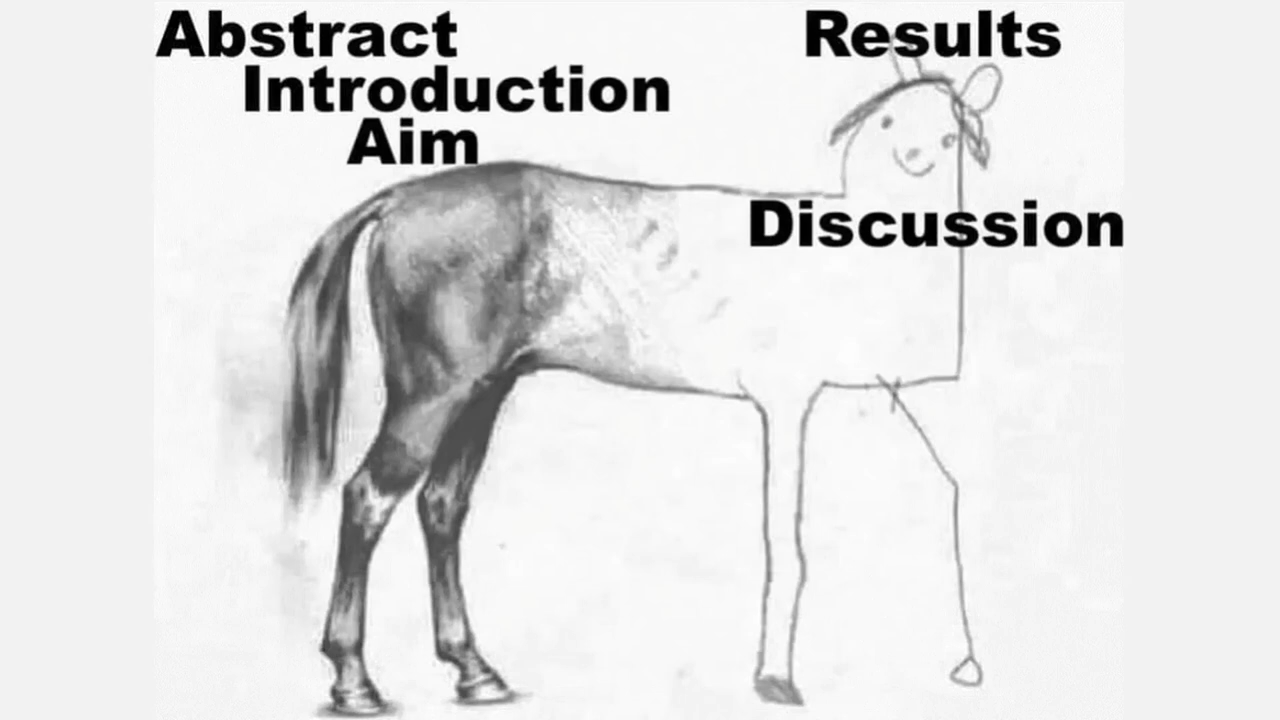 Abstract
Introduction
Aim
Results
Discussion